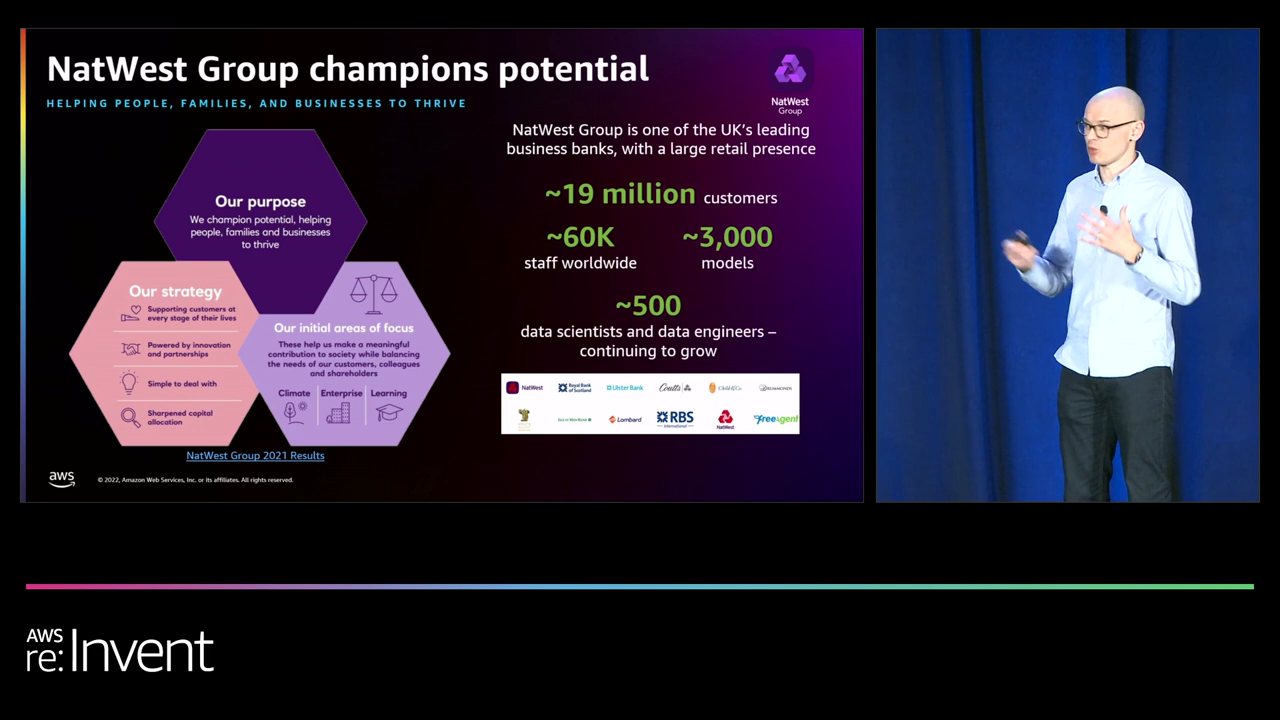 NatWest Group champions potential
HELPING PEOPLE, FAMILIES, AND BUSINESSES TO THRIVE
NatWest
Group
Our purpose
We champion potential, helping
people, families and businesses
to thrive
Our strategy
Supporting customers at
every stage of their lives
Powered by innovation
and partnerships
Simple to deal with
Sharpened capital
allocation
Our initial areas of focus
These help us make a meaningful
contribution to society while balancing
the needs of our customers, colleagues
and shareholders
Climate Enterprise Learning
NatWest Group 2021 Results
NatWest Group is one of the UK’s leading
business banks, with a large retail presence
~19 million customers
~60K ~3,000
staff worldwide models
~500
data scientists and data engineers –
continuing to grow
NatWest Royal Bank of Scotland Ulster Bank Coutts
Lombard RBS International NatWest freeagent
aws
© 2022, Amazon Web Services, Inc. or its affiliates. All rights reserved.
AWS
re:Invent